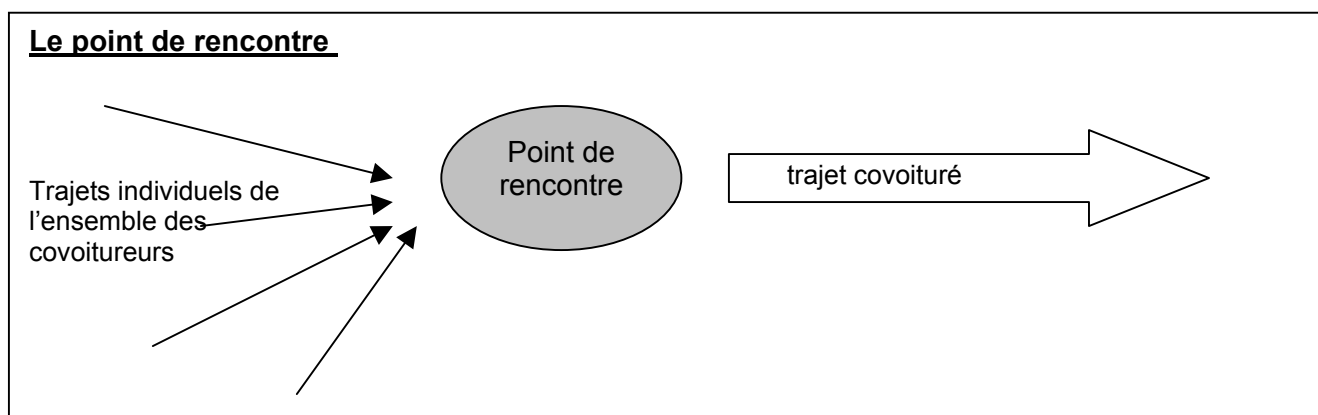 Le point de rencontre
Trajets individuels de
l’ensemble des
covoitureurs
Point de
rencontre
trajet covoituré